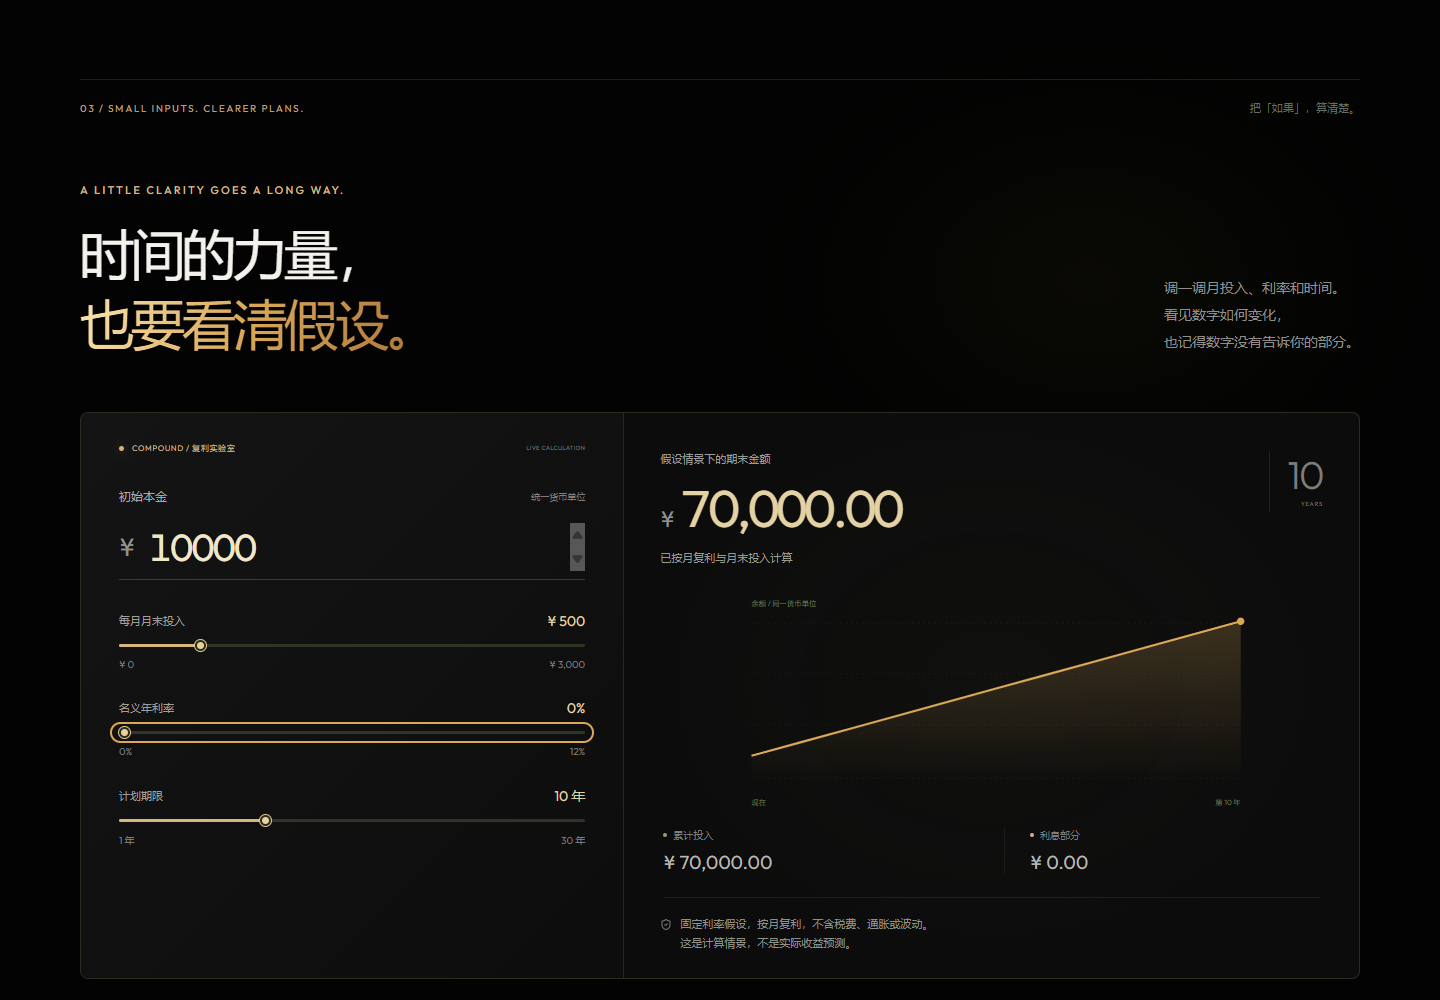 03 / SMALL INPUTS. CLEARER PLANS.
把「如果」，算清楚。
A LITTLE CLARITY GOES A LONG WAY.
时间的力量，
也要看清假设。
调一调月投入、利率和时间。
看见数字如何变化，
也记得数字没有告诉你的部分。
COMPOUND / 复利实验室
LIVE CALCULATION
初始本金
统一货币单位
¥ 10000
每月月末投入
¥ 500
¥ 0
¥ 3,000
名义年利率
0%
0%
12%
计划期限
10 年
1 年
30 年
假设情景下的期末金额
¥ 70,000.00
已按月复利与月末投入计算
10
YEARS
余额 / 同一货币单位
现在
第 10 年
累计投入
¥ 70,000.00
利息部分
¥ 0.00
固定利率假设，按月复利，不含税费、通胀或波动。
这是计算情景，不是实际收益预测。